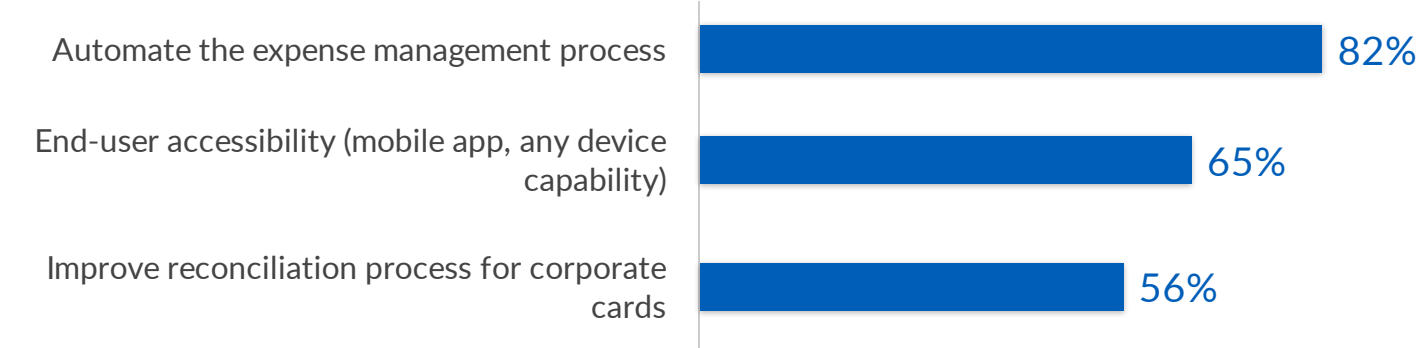 Automate the expense management process
82%
End-user accessibility (mobile app, any device
capability)
65%
Improve reconciliation process for corporate
cards
56%